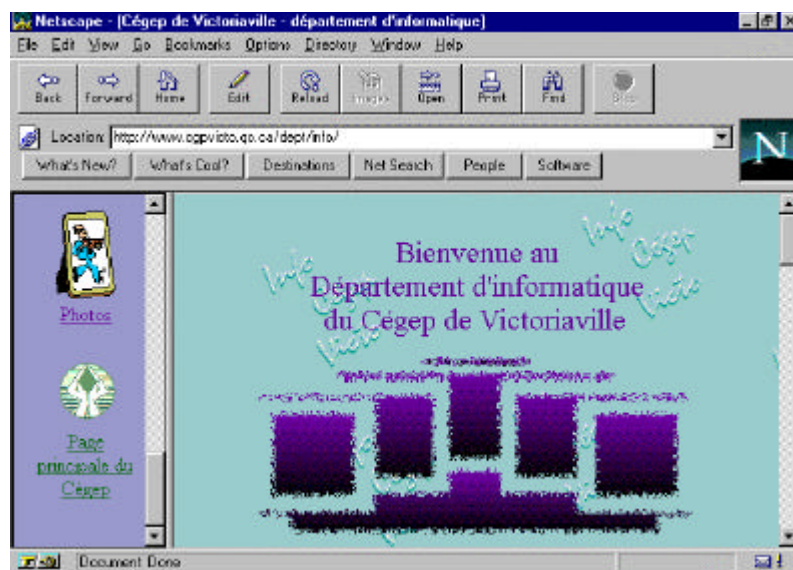 Netscape - [Cégep de Victoriaville - département d'informatique]
File Edit View Go Bookmarks Options Directory Window Help
Back Forward Home Edit Reload Images Open Print Find Stop
Location: http://www.cgpvicto.qc.ca/dept/info/
What's New? What's Cool? Destinations Net Search People Software
N
Photos
Page
principale du
Cégep
Info
Cégep
Victo
Bienvenue au
Département d'informatique
du Cégep de Victoriaville
Document Done